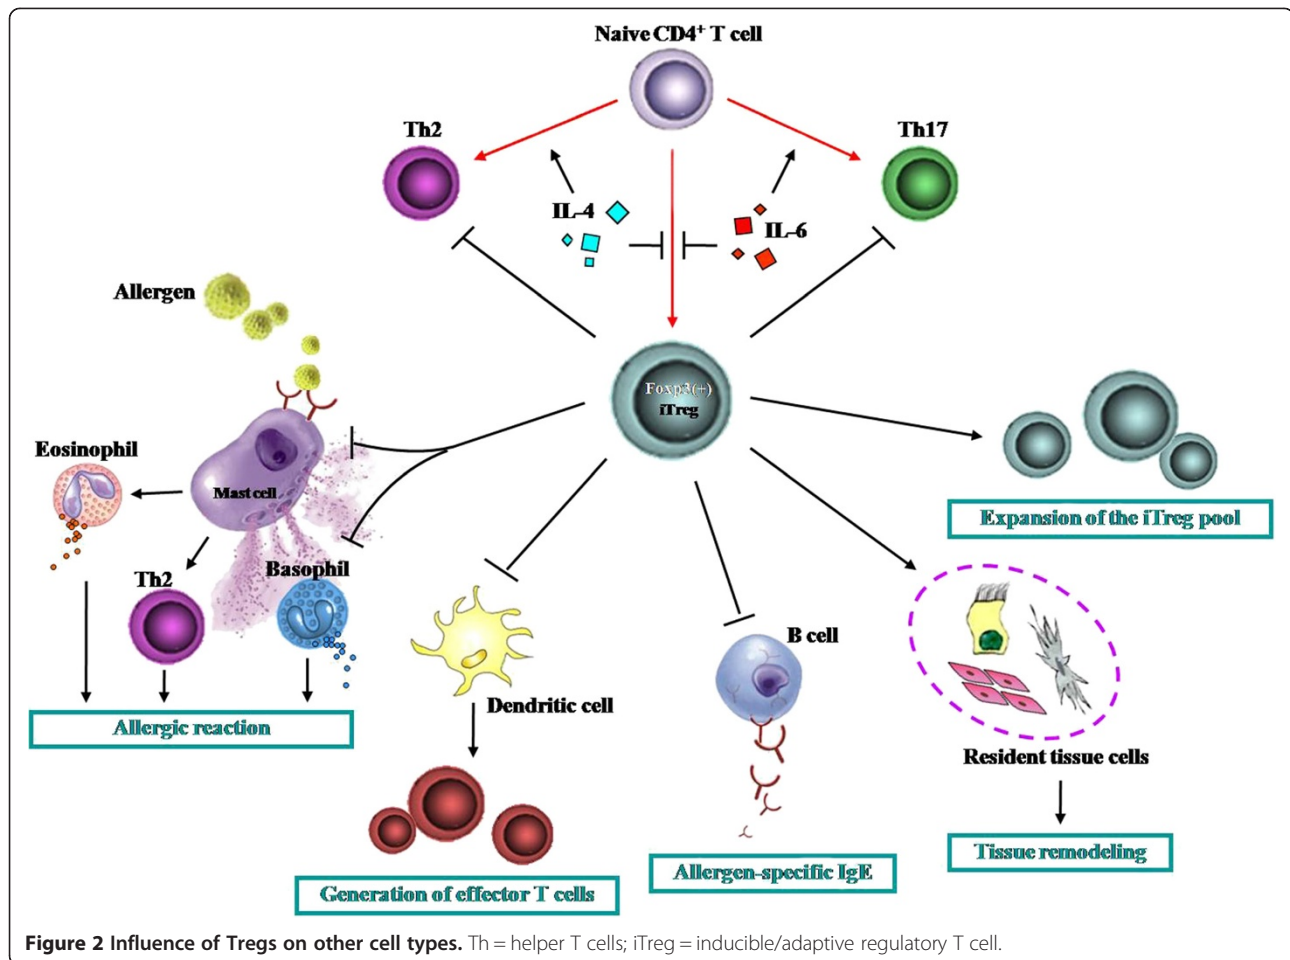 Naive CD4⁺ T cell
Th2
Th17
IL-4
IL-6
Allergen
Foxp3(+)
iTreg
Eosinophil
Mast cell
Expansion of the iTreg pool
Th2
Basophil
B cell
Dendritic cell
Allergic reaction
Resident tissue cells
Tissue remodeling
Allergen-specific IgE
Generation of effector T cells
Figure 2 Influence of Tregs on other cell types. Th = helper T cells; iTreg = inducible/adaptive regulatory T cell.